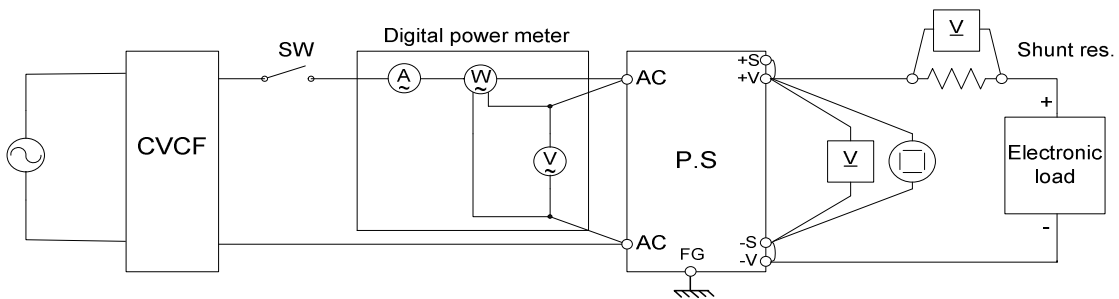 Digital power meter
SW
CVCF
A
W
V
AC
AC
P.S
FG
+S
+V
-S
-V
V
V
Shunt res.
+
Electronic
load
-